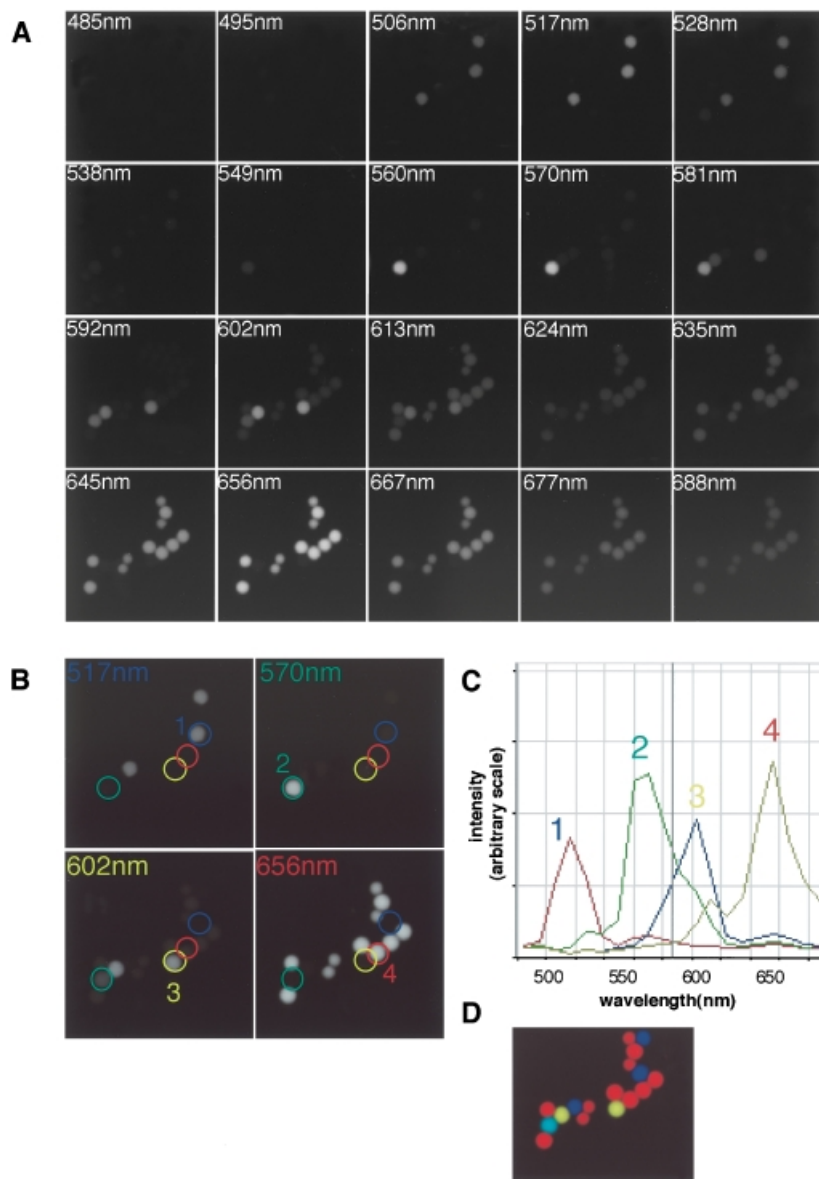 A
485nm 495nm 506nm 517nm 528nm
538nm 549nm 560nm 570nm 581nm
592nm 602nm 613nm 624nm 635nm
645nm 656nm 667nm 677nm 688nm
B
517nm 570nm
1
2
602nm 656nm
3
4
C
intensity
(arbitrary scale)
1
2
3
4
500 550 600 650
wavelength(nm)
D